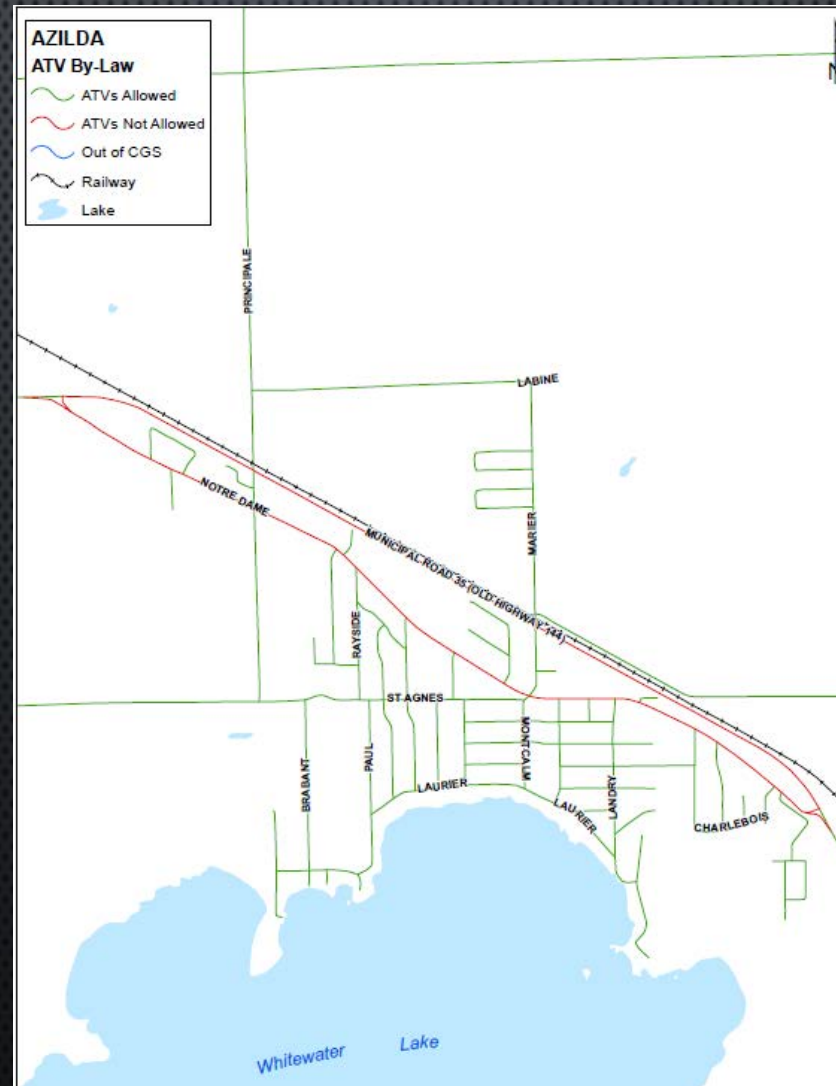 AZILDA
ATV By-Law
ATVs Allowed
ATVs Not Allowed
Out of CGS
Railway
Lake
N
PRINCIPALE
LABINE
NOTRE DAME
MARIER
MUNICIPAL ROAD 35 (OLD HIGHWAY 144)
RAYSIDE
ST AGNES
MONTCALM
PAUL
BRABANT
LAURIER
LAURIER
LANDRY
CHARLEBOIS
Whitewater Lake